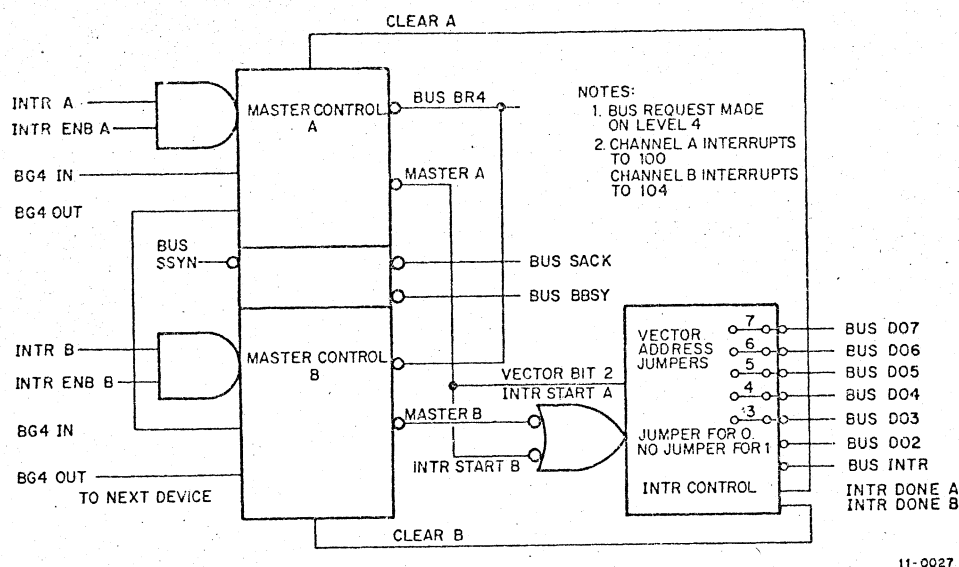 CLEAR A
INTR A
INTR ENB A
BG4 IN
BG4 OUT
MASTER CONTROL
A
BUS BR4
MASTER A
NOTES:
1. BUS REQUEST MADE
ON LEVEL 4
2. CHANNEL A INTERRUPTS
TO 100
CHANNEL B INTERRUPTS
TO 104
BUS
SSYN
BUS SACK
BUS BBSY
INTR B
INTR ENB B
BG4 IN
BG4 OUT
TO NEXT DEVICE
MASTER CONTROL
B
MASTER B
VECTOR BIT 2
INTR START A
INTR START B
VECTOR
ADDRESS
JUMPERS
7
6
5
4
3
JUMPER FOR 0.
NO JUMPER FOR 1
INTR CONTROL
BUS D07
BUS D06
BUS D05
BUS D04
BUS D03
BUS D02
BUS INTR
INTR DONE A
INTR DONE B
CLEAR B
11-0027